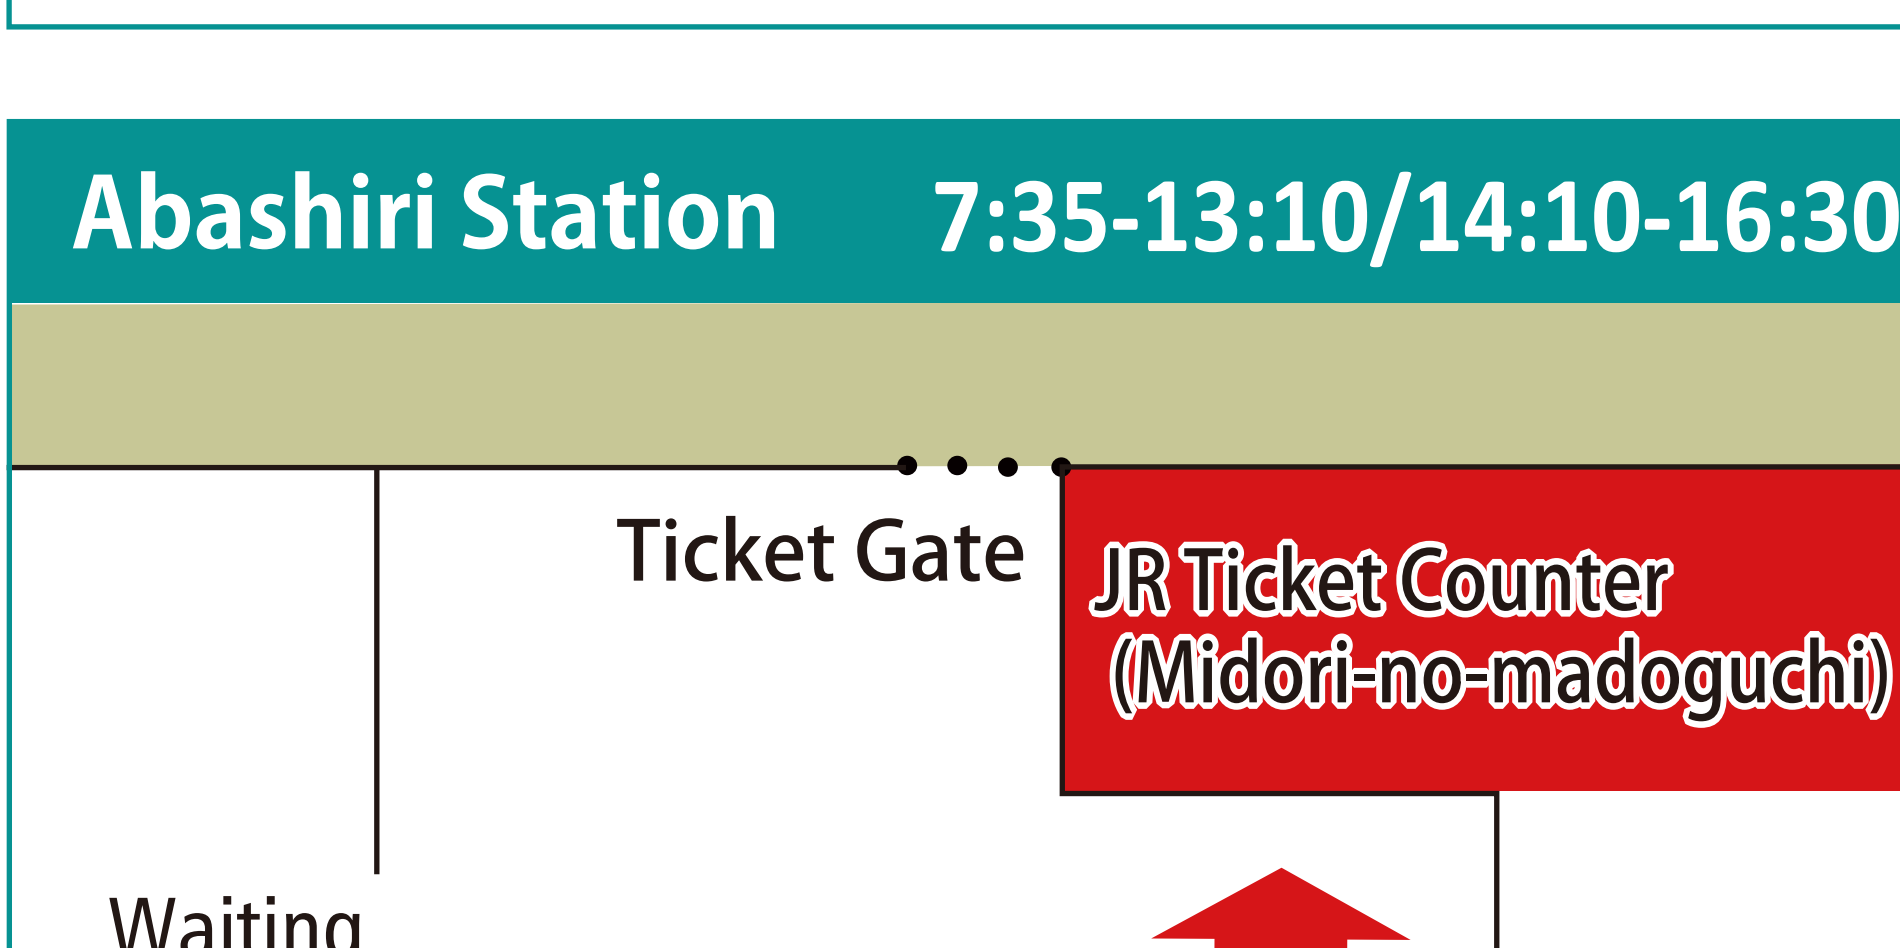 Abashiri Station 7:35-13:10/14:10-16:30
Ticket Gate
JR Ticket Counter
(Midori-no-madoguchi)
Waiting